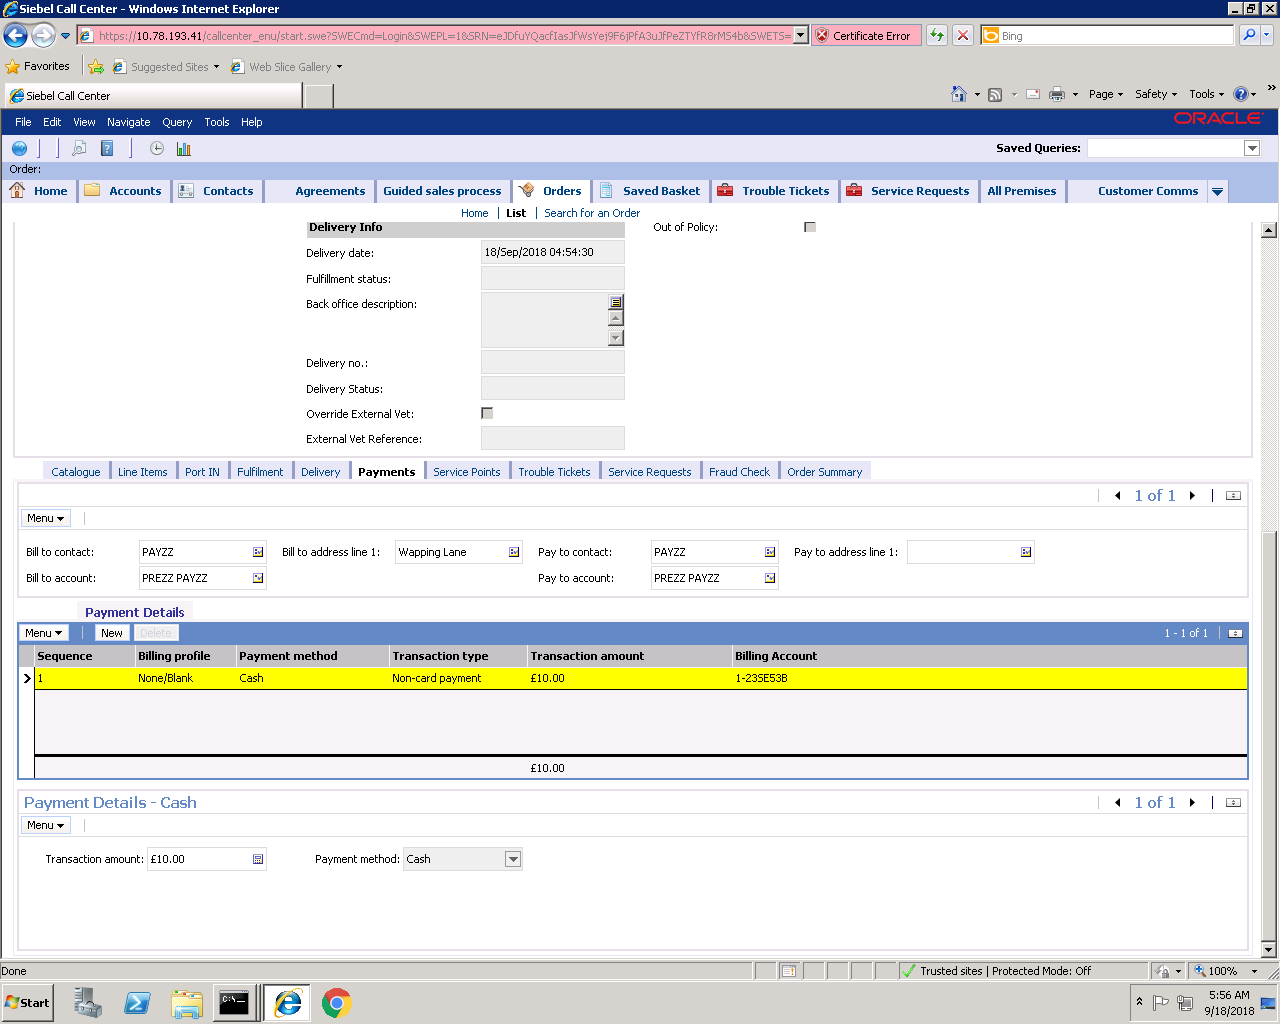 Siebel Call Center - Windows Internet Explorer
https://10.78.193.41/callcenter_enu/start.swe?SWECmd=Login&SWEPL=1&SRN=eJDfuYQacfIasJfWsYej9F6jPfA3uJfPeZTYfR8rMS4b&SWETS= Certificate Error Bing
Favorites Suggested Sites Web Slice Gallery
Siebel Call Center Page Safety Tools »
File Edit View Navigate Query Tools Help ORACLE
Saved Queries:
Order:
Home Accounts Contacts Agreements Guided sales process Orders Saved Basket Trouble Tickets Service Requests All Premises Customer Comms
Home List Search for an Order
Delivery Info Out of Policy:
Delivery date: 18/Sep/2018 04:54:30
Fulfillment status:
Back office description:
Delivery no.:
Delivery Status:
Override External Vet:
External Vet Reference:
Catalogue Line Items Port IN Fulfilment Delivery Payments Service Points Trouble Tickets Service Requests Fraud Check Order Summary
1 of 1
Menu
Bill to contact: PAYZZ Bill to address line 1: Wapping Lane Pay to contact: PAYZZ Pay to address line 1:
Bill to account: PREZZ PAYZZ Pay to account: PREZZ PAYZZ
Payment Details
Menu New Delete 1 - 1 of 1
Sequence Billing profile Payment method Transaction type Transaction amount Billing Account
1 None/Blank Cash Non-card payment £10.00 1-23SE53B
£10.00
Payment Details - Cash 1 of 1
Menu
Transaction amount: £10.00 Payment method: Cash
Done Trusted sites | Protected Mode: Off 100%
Start C:\ 5:56 AM
9/18/2018